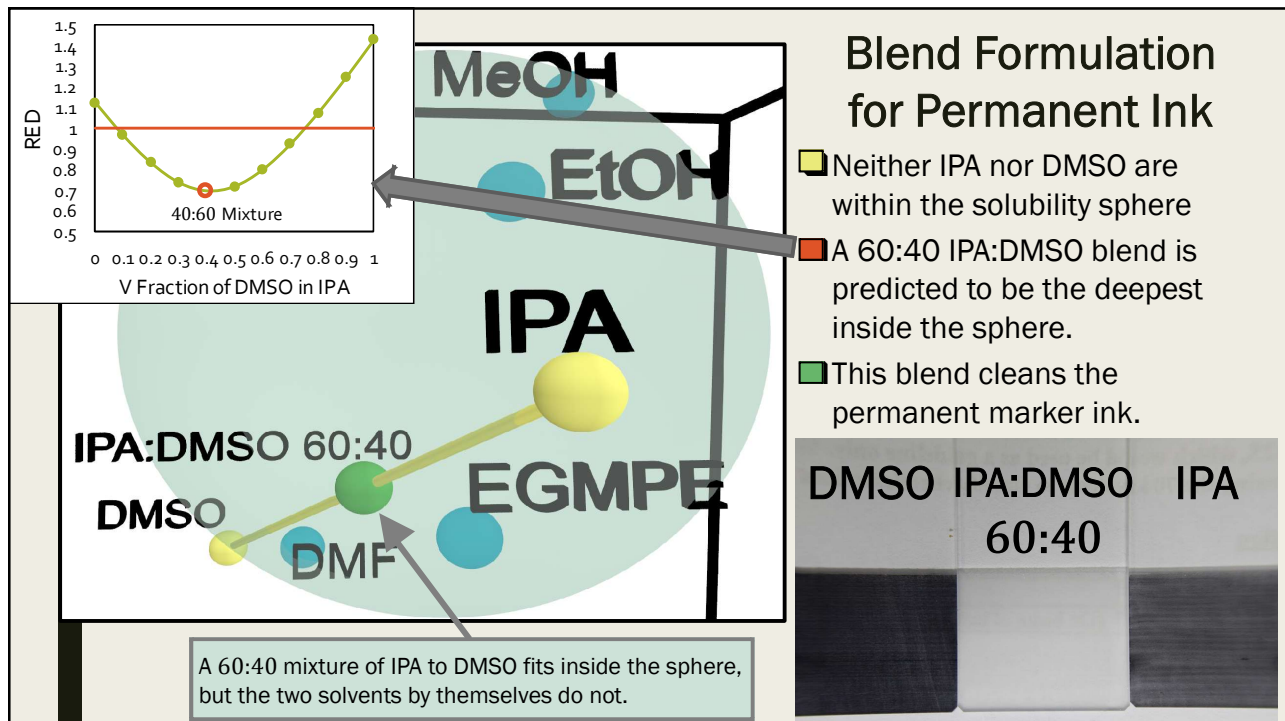 Blend Formulation
for Permanent Ink
1.5
1.4
1.3
1.2
1.1
1
0.9
0.8
0.7
0.6
0.5
RED
40:60 Mixture
0 0.1 0.2 0.3 0.4 0.5 0.6 0.7 0.8 0.9 1
V Fraction of DMSO in IPA
MeOH
EtOH
IPA
IPA:DMSO 60:40
EGMPE
DMSO
DMF
A 60:40 mixture of IPA to DMSO fits inside the sphere,
but the two solvents by themselves do not.
Neither IPA nor DMSO are
within the solubility sphere
A 60:40 IPA:DMSO blend is
predicted to be the deepest
inside the sphere.
This blend cleans the
permanent marker ink.
DMSO IPA:DMSO IPA
60:40